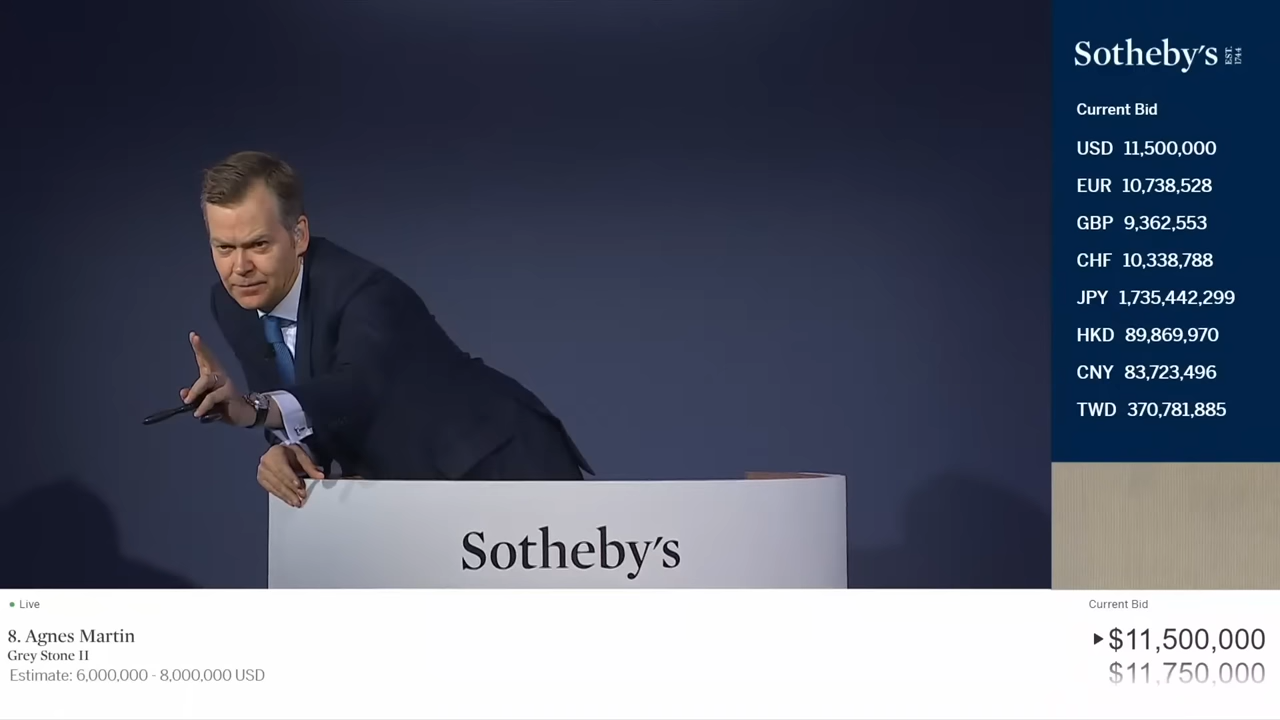 Sotheby's EST. 1744
Current Bid
USD 11,500,000
EUR 10,738,528
GBP 9,362,553
CHF 10,338,788
JPY 1,735,442,299
HKD 89,869,970
CNY 83,723,496
TWD 370,781,885
Sotheby's
Live
8. Agnes Martin
Grey Stone II
Estimate: 6,000,000 - 8,000,000 USD
Current Bid
$11,500,000
$11,750,000